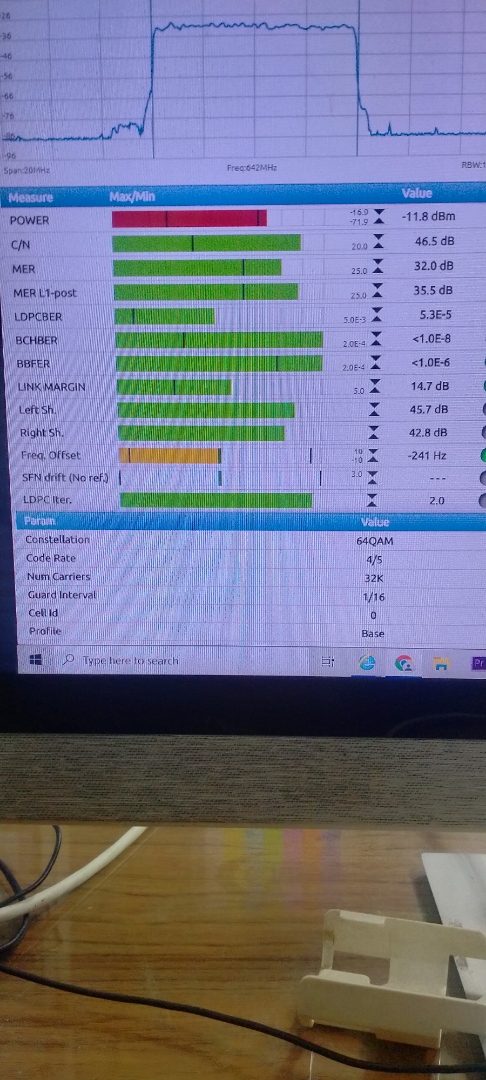 -26
-36
-46
-56
-66
-76
-96
Span:20MHz Freq:642MHz RBW:1
Measure Max/Min Value
POWER -16.9 -71.9 -11.8 dBm
C/N 20.0 46.5 dB
MER 25.0 32.0 dB
MER L1-post 25.0 35.5 dB
LDPCBER 5.0E-3 5.3E-5
BCHBER 2.0E-4 <1.0E-8
BBFER 2.0E-4 <1.0E-6
LINK MARGIN 5.0 14.7 dB
Left Sh. 45.7 dB
Right Sh. 42.8 dB
Freq. Offset 10 -10 -241 Hz
SFN drift (No ref.) 3.0 ---
LDPC Iter. 2.0
Param Value
Constellation 64QAM
Code Rate 4/5
Num Carriers 32K
Guard Interval 1/16
Cell Id 0
Profile Base
Type here to search
Pr